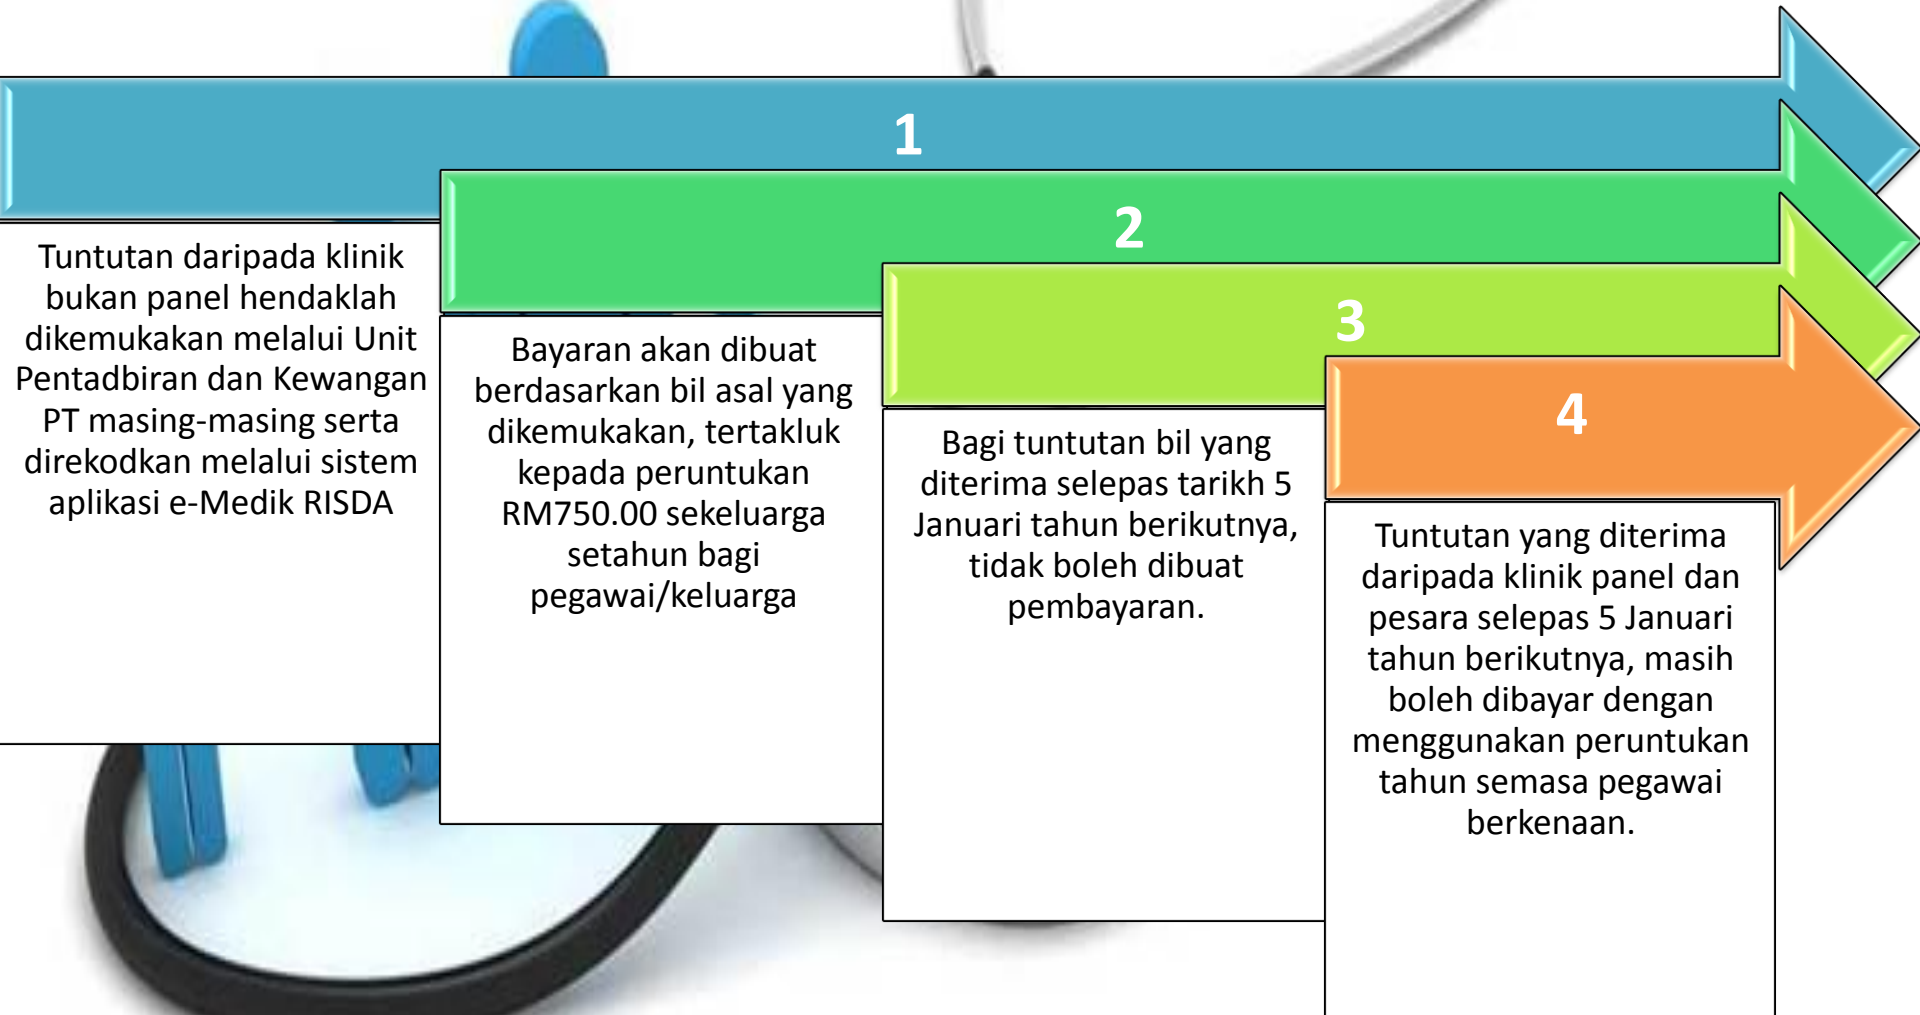 1
Tuntutan daripada klinik
bukan panel hendaklah
dikemukakan melalui Unit
Pentadbiran dan Kewangan
PT masing-masing serta
direkodkan melalui sistem
aplikasi e-Medik RISDA
2
Bayaran akan dibuat
berdasarkan bil asal yang
dikemukakan, tertakluk
kepada peruntukan
RM750.00 sekeluarga
setahun bagi
pegawai/keluarga
3
Bagi tuntutan bil yang
diterima selepas tarikh 5
Januari tahun berikutnya,
tidak boleh dibuat
pembayaran.
4
Tuntutan yang diterima
daripada klinik panel dan
pesara selepas 5 Januari
tahun berikutnya, masih
boleh dibayar dengan
menggunakan peruntukan
tahun semasa pegawai
berkenaan.